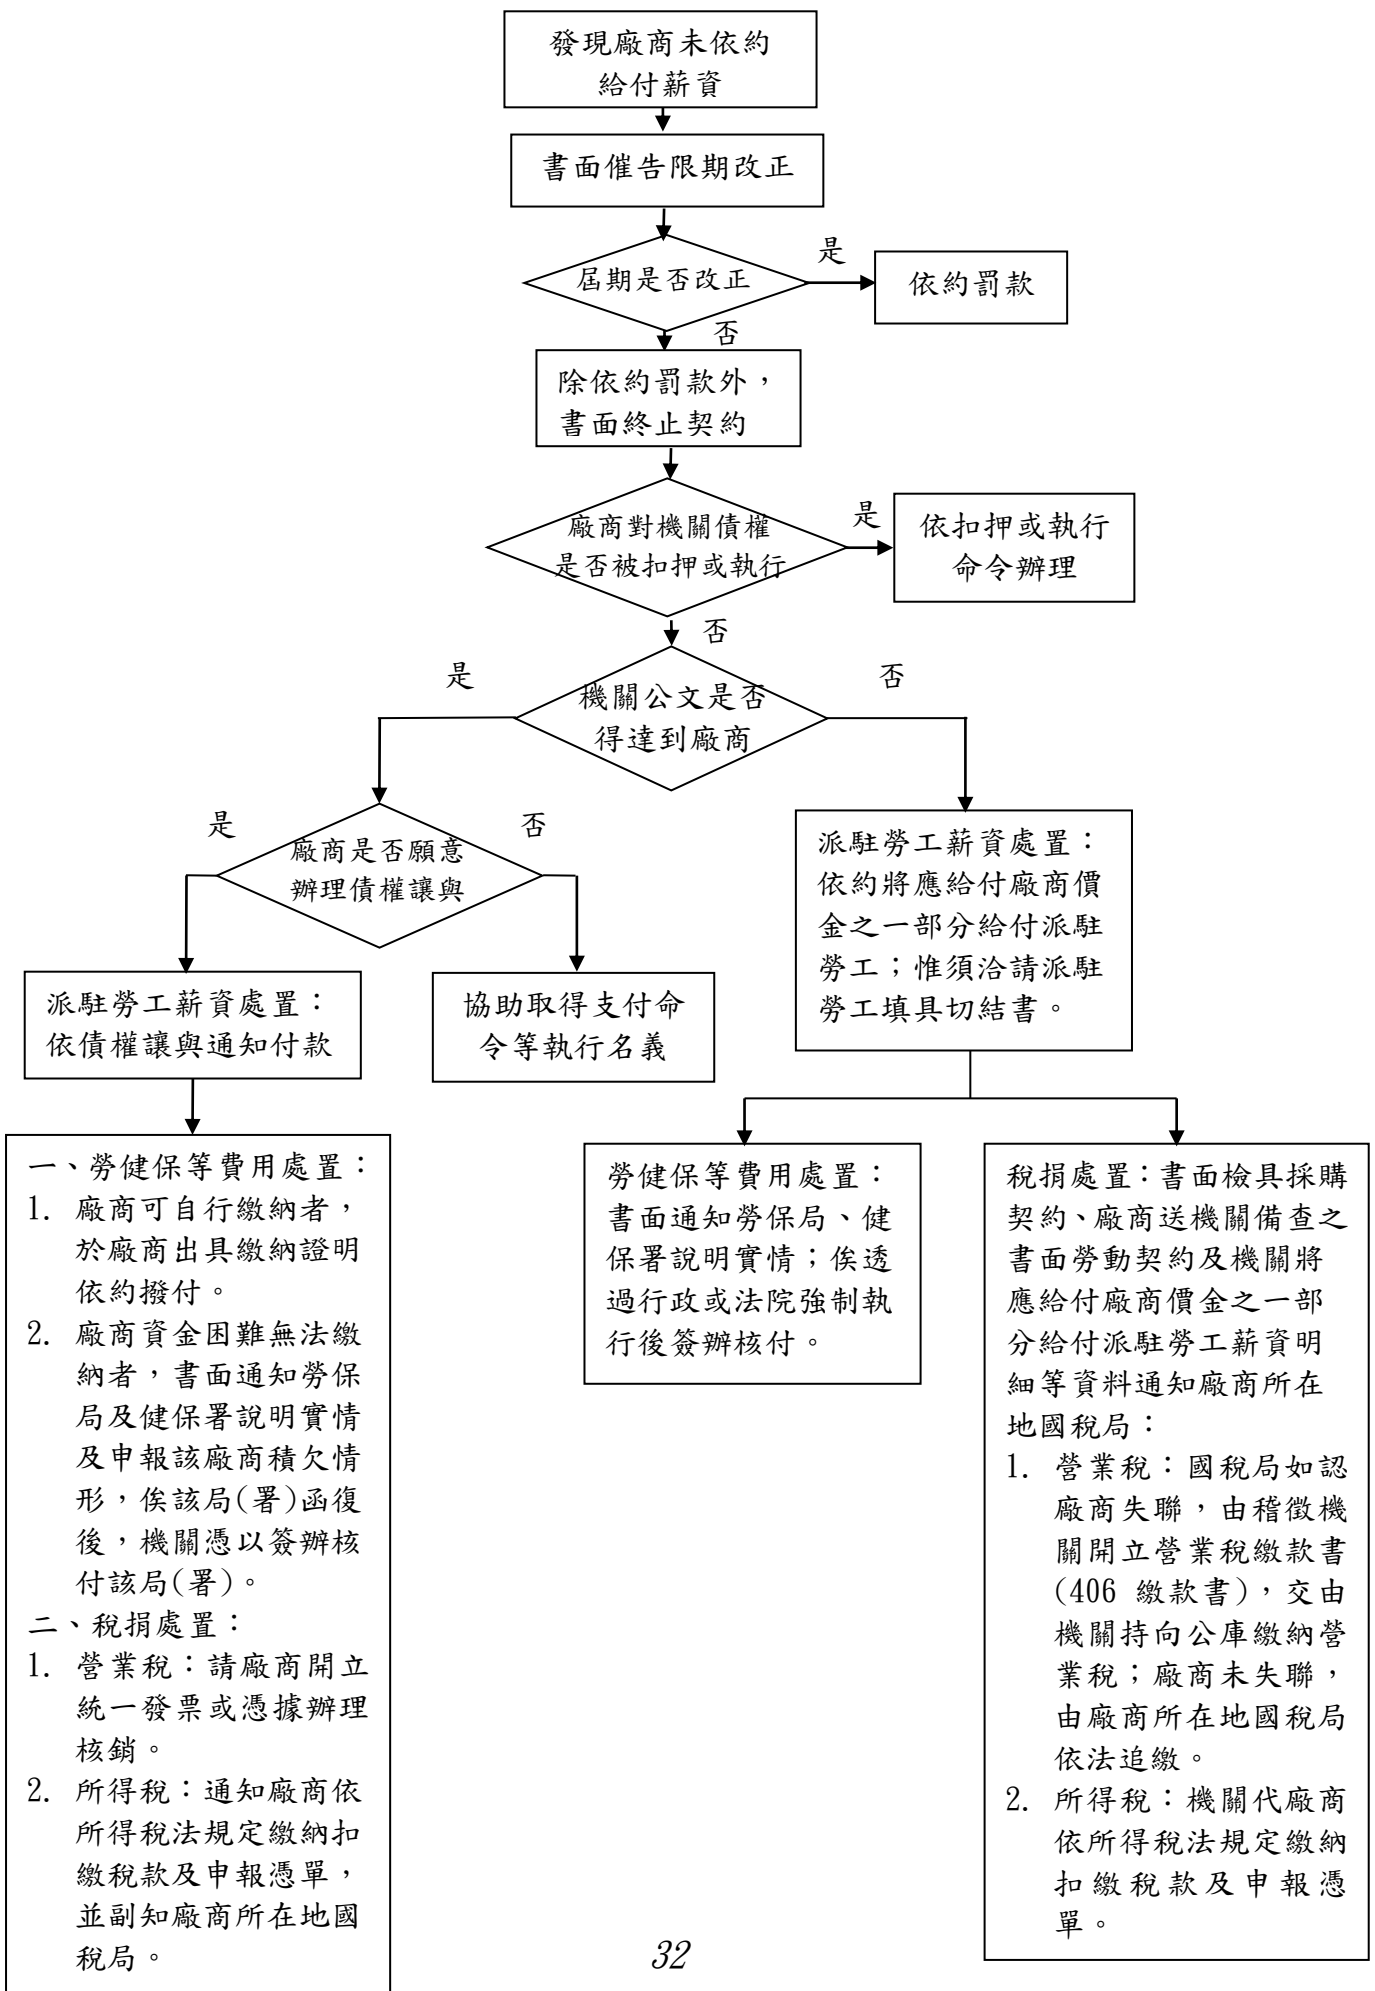 發現廠商未依約
給付薪資
書面催告限期改正
屆期是否改正
是
依約罰款
否
除依約罰款外，
書面終止契約
廠商對機關債權
是否被扣押或執行
是
依扣押或執行
命令辦理
否
機關公文是否
得達到廠商
是
否
廠商是否願意
辦理債權讓與
是
否
派駐勞工薪資處置：
依債權讓與通知付款
協助取得支付命
令等執行名義
派駐勞工薪資處置：
依約將應給付廠商價
金之一部分給付派駐
勞工；惟須洽請派駐
勞工填具切結書。
一、勞健保等費用處置：
1. 廠商可自行繳納者，
於廠商出具繳納證明
依約撥付。
2. 廠商資金困難無法繳
納者，書面通知勞保
局及健保署說明實情
及申報該廠商積欠情
形，俟該局(署)函復
後，機關憑以簽辦核
付該局(署)。
二、稅捐處置：
1. 營業稅：請廠商開立
統一發票或憑據辦理
核銷。
2. 所得稅：通知廠商依
所得稅法規定繳納扣
繳稅款及申報憑單，
並副知廠商所在地國
稅局。
勞健保等費用處置：
書面通知勞保局、健
保署說明實情；俟透
過行政或法院強制執
行後簽辦核付。
稅捐處置：書面檢具採購
契約、廠商送機關備查之
書面勞動契約及機關將
應給付廠商價金之一部
分給付派駐勞工薪資明
細等資料通知廠商所在
地國稅局：
1. 營業稅：國稅局如認
廠商失聯，由稽徵機
關開立營業稅繳款書
(406 繳款書)，交由
機關持向公庫繳納營
業稅；廠商未失聯，
由廠商所在地國稅局
依法追繳。
2. 所得稅：機關代廠商
依所得稅法規定繳納
扣繳稅款及申報憑
單。
32